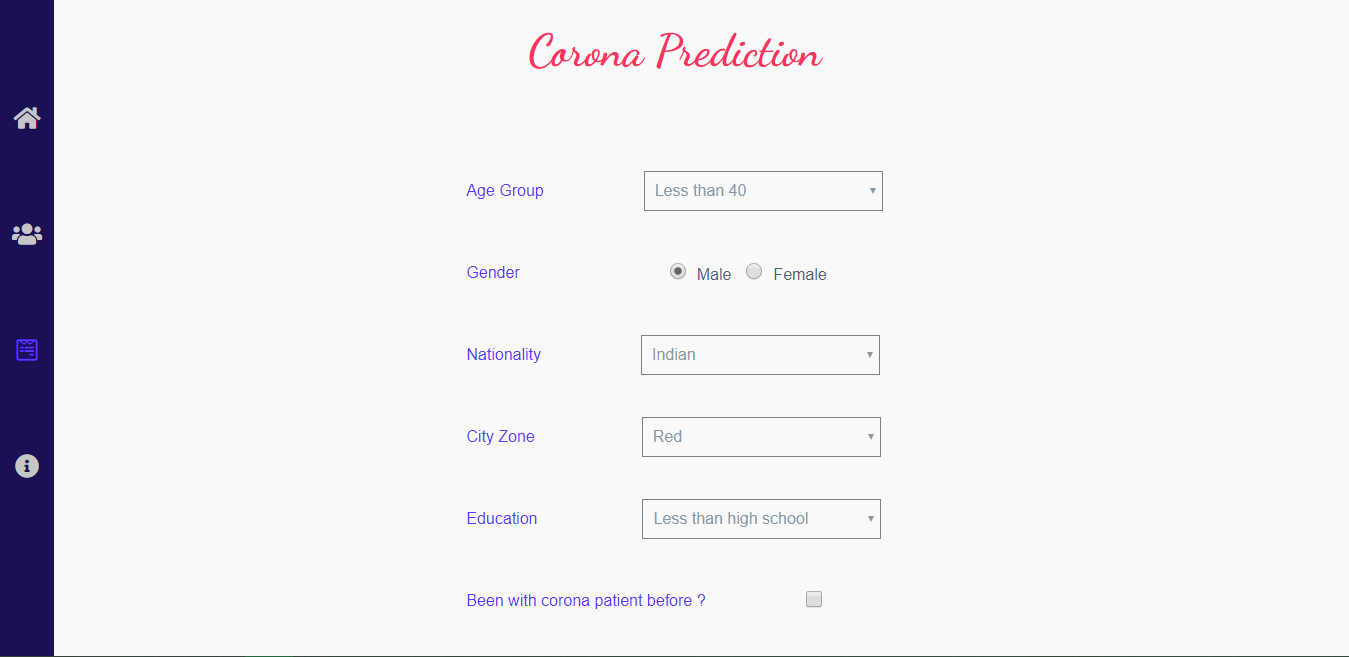 Corona Prediction
Age Group Less than 40
Gender Male Female
Nationality Indian
City Zone Red
Education Less than high school
Been with corona patient before ?